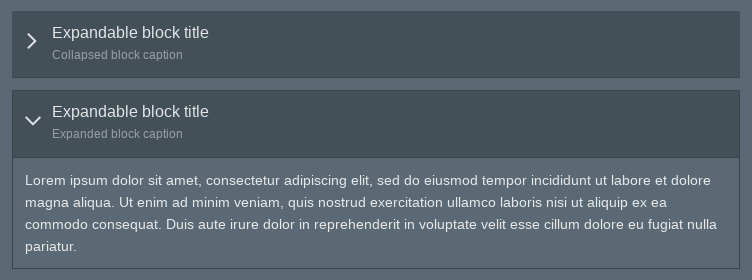 Expandable block title
Collapsed block caption
Expandable block title
Expanded block caption
Lorem ipsum dolor sit amet, consectetur adipiscing elit, sed do eiusmod tempor incididunt ut labore et dolore
magna aliqua. Ut enim ad minim veniam, quis nostrud exercitation ullamco laboris nisi ut aliquip ex ea
commodo consequat. Duis aute irure dolor in reprehenderit in voluptate velit esse cillum dolore eu fugiat nulla
pariatur.